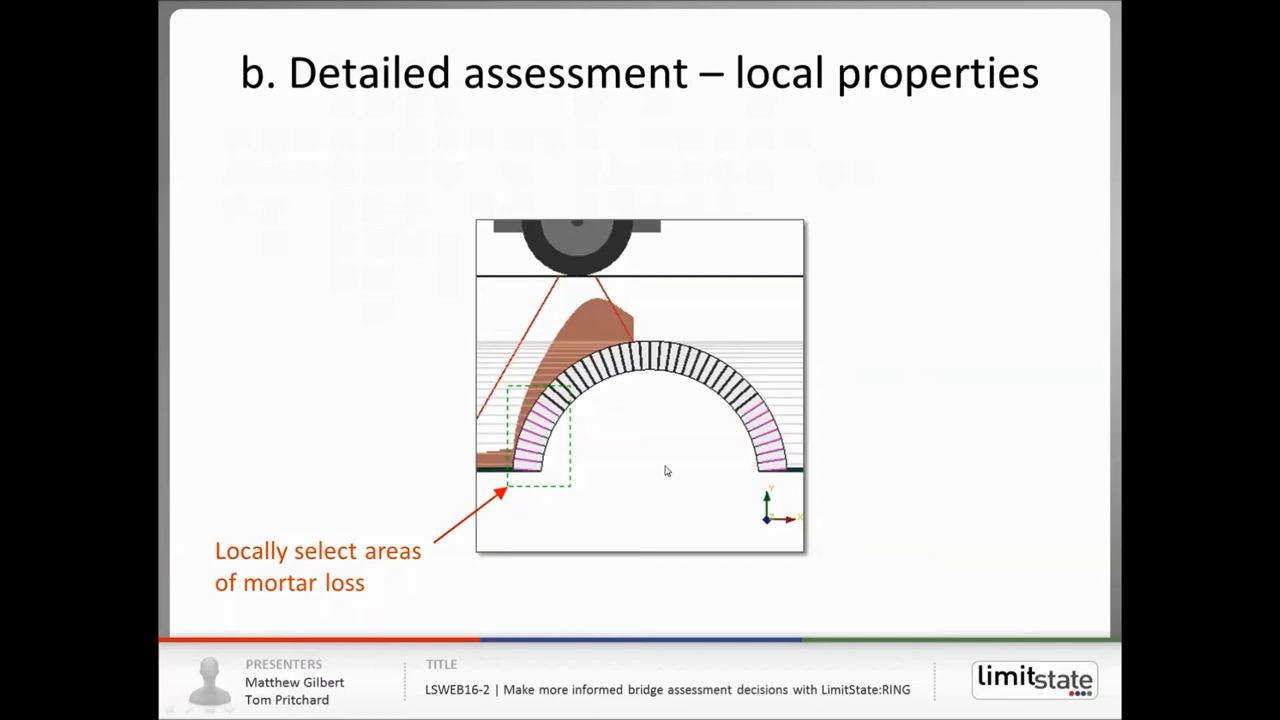 b. Detailed assessment – local properties
Y
X
Locally select areas
of mortar loss
PRESENTERS
Matthew Gilbert
Tom Pritchard
TITLE
LSWEB16-2 | Make more informed bridge assessment decisions with LimitState:RING
limitstate